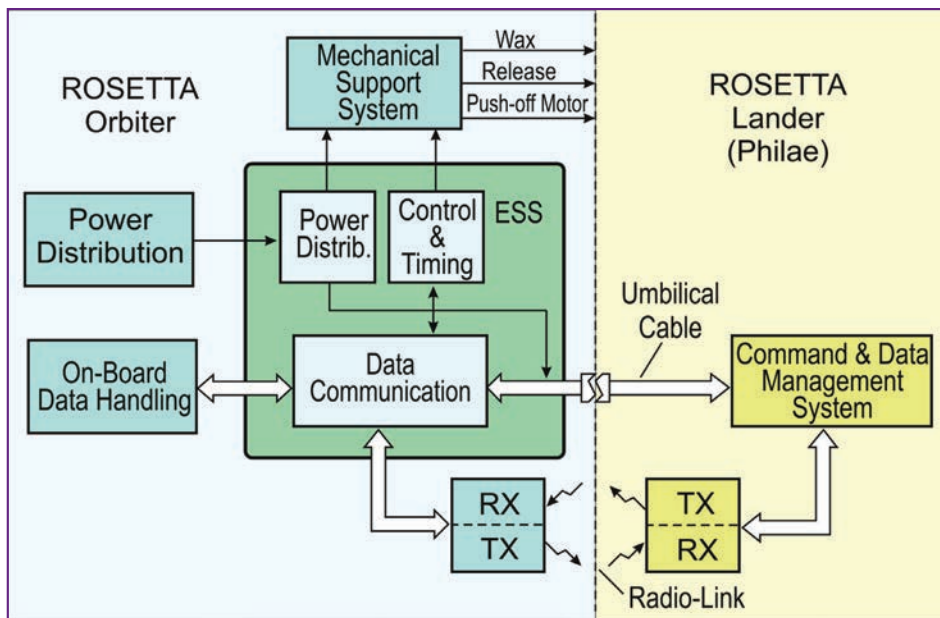 ROSETTA
Orbiter
Mechanical
Support
System
Wax
Release
Push-off Motor
ROSETTA
Lander
(Philae)
Power
Distribution
Power
Distrib.
Control
&
Timing
ESS
Umbilical
Cable
On-Board
Data Handling
Data
Communication
Command & Data
Management
System
RX
TX
TX
RX
Radio-Link